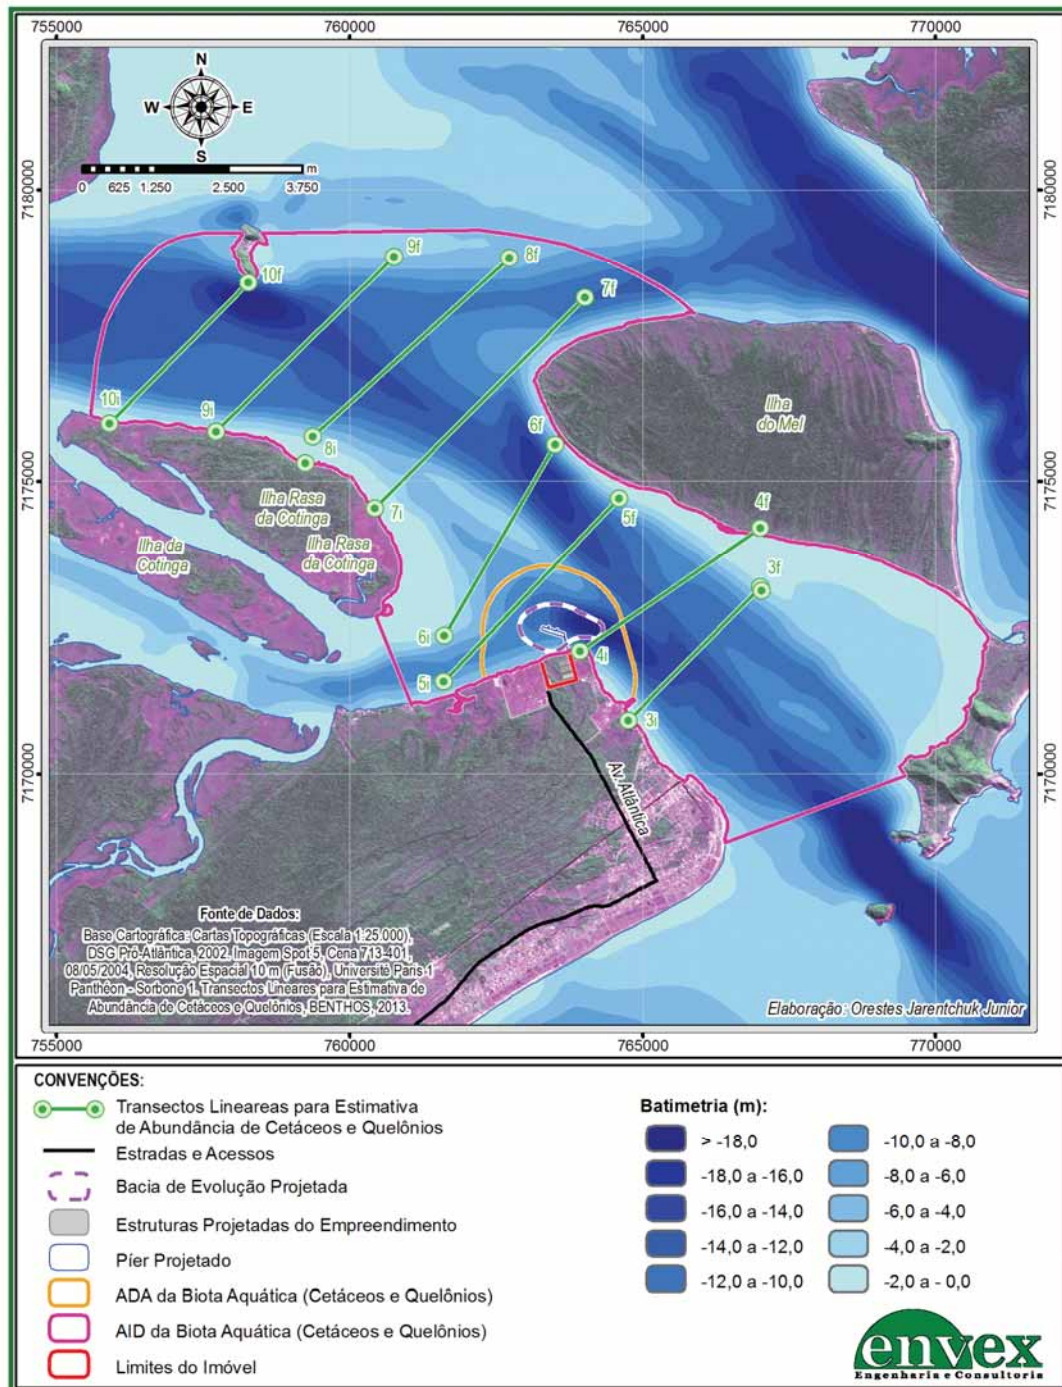 755000
760000
765000
770000
N
W
E
S
m
0
625
1.250
2.500
3.750
7180000
7180000
9f
8f
10f
7f
10i
9i
8i
6f
Ilha
do Mel
7175000
7175000
5f
4f
Ilha Rasa
da Cotinga
7i
Ilha da
Cotinga
Ilha Rasa
da Cotinga
3f
6i
4i
5i
3i
7170000
7170000
Av. Atlântica
Fonte de Dados:
Base Cartográfica: Cartas Topográficas (Escala 1:25.000),
DSG Pró-Atlântica, 2002. Imagem Spot 5, Cena 713-401,
08/05/2004, Resolução Espacial 10 m (Fusão), Université Paris 1
Panthéon - Sorbone 1. Transectos Lineares para Estimativa de
Abundância de Cetáceos e Quelônios, BENTHOS, 2013.
Elaboração: Orestes Jarentchuk Junior
755000
760000
765000
770000
CONVENÇÕES:
Transectos Lineareas para Estimativa
de Abundância de Cetáceos e Quelônios
Estradas e Acessos
Bacia de Evolução Projetada
Estruturas Projetadas do Empreendimento
Píer Projetado
ADA da Biota Aquática (Cetáceos e Quelônios)
AID da Biota Aquática (Cetáceos e Quelônios)
Limites do Imóvel
Batimetria (m):
> -18,0
-18,0 a -16,0
-16,0 a -14,0
-14,0 a -12,0
-12,0 a -10,0
-10,0 a -8,0
-8,0 a -6,0
-6,0 a -4,0
-4,0 a -2,0
-2,0 a - 0,0
envex
Engenharia e Consultoria